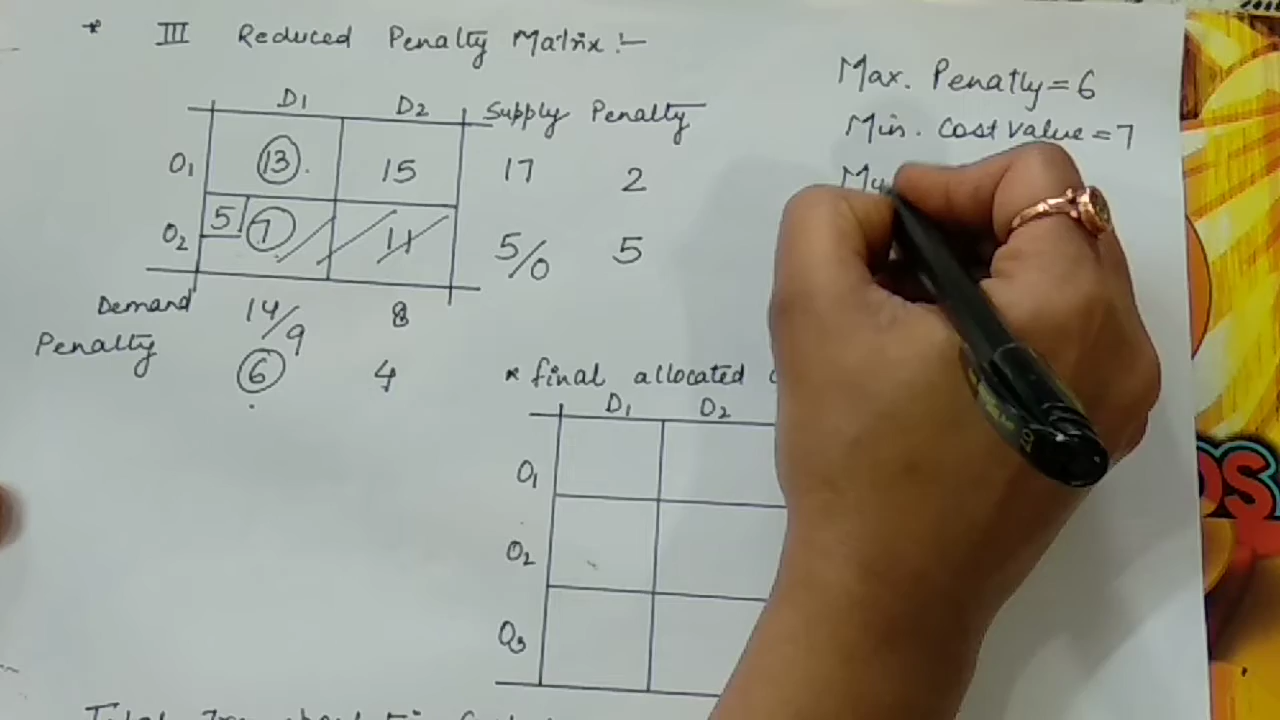 * III Reduced Penalty Matrix :-
D1 D2 Supply Penalty
O1 13 15 17 2
O2 5 7 11 5/0 5
Demand 14/9 8
Penalty 6 4
Max. Penatly = 6
Min. Cost Value = 7
* final allocated
D1 D2
O1
O2
O3
OS